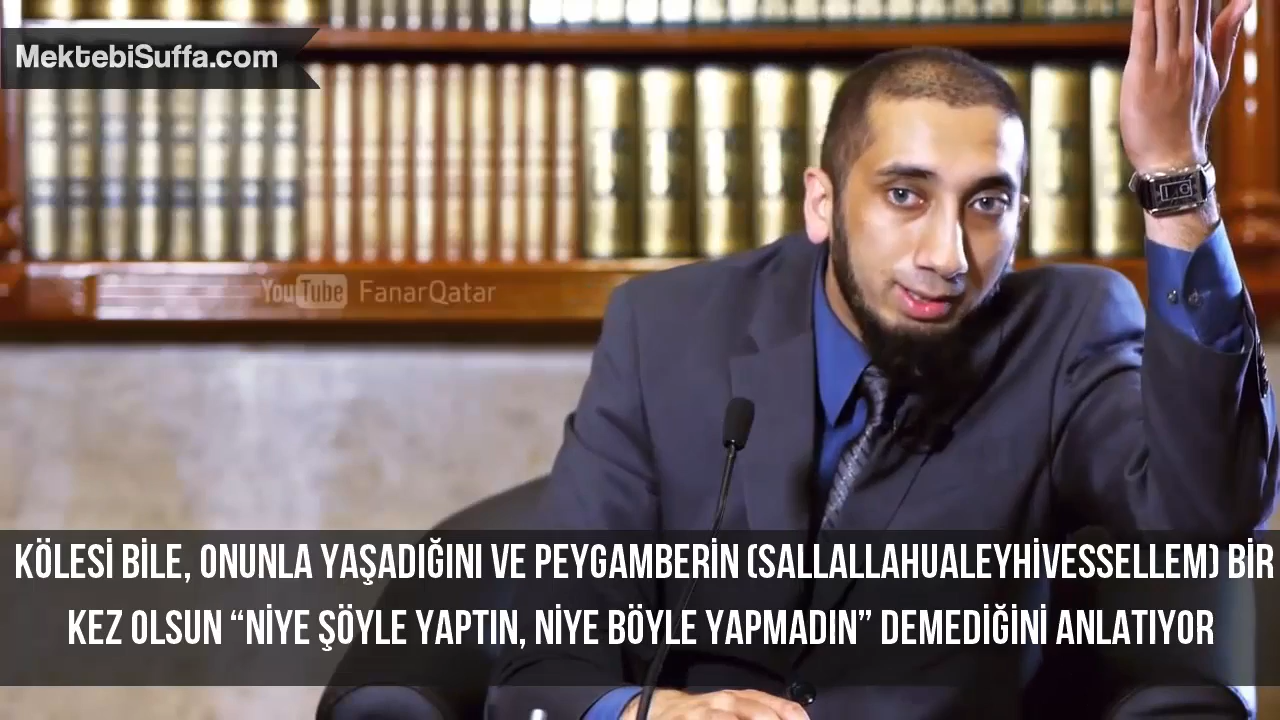 MektebiSuffa.com
YouTube FanarQatar
KÖLESİ BİLE, ONUNLA YAŞADIĞINI VE PEYGAMBERİN (SALLALLAHUALEYHİVESSELLEM) BİR
KEZ OLSUN “NİYE ŞÖYLE YAPTIN, NİYE BÖYLE YAPMADIN” DEMEDİĞİNİ ANLATIYOR